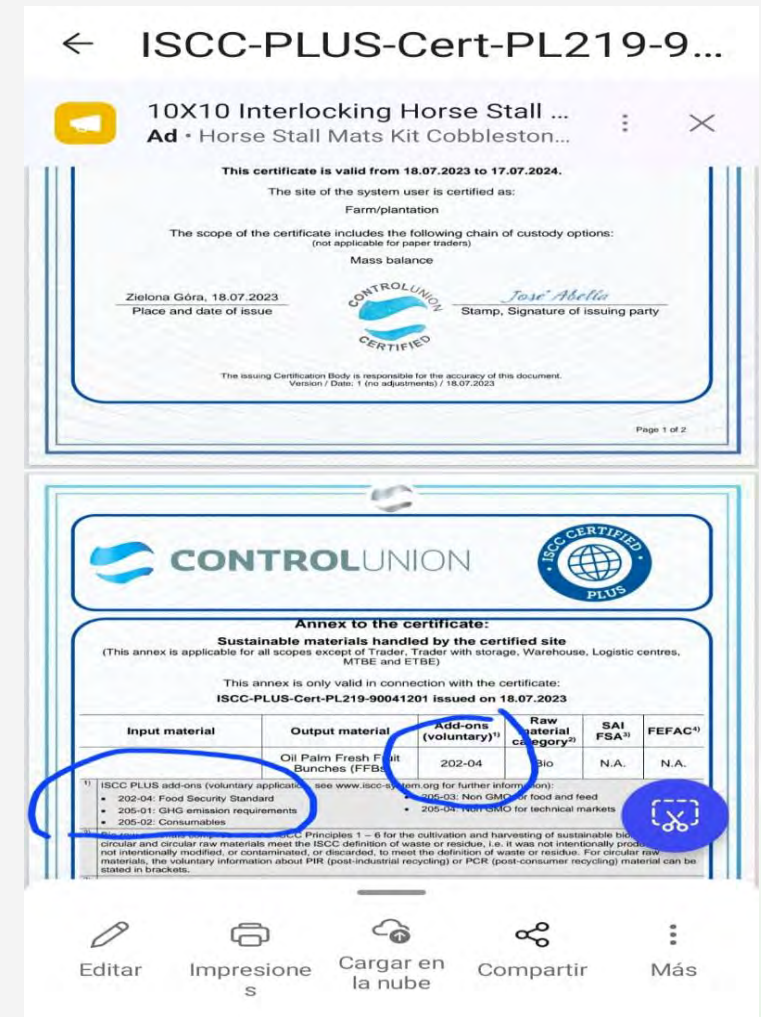 ISCC-PLUS-Cert-PL219-9...
10X10 Interlocking Horse Stall ...
Ad · Horse Stall Mats Kit Cobbleston...
This certificate is valid from 18.07.2023 to 17.07.2024.
The site of the system user is certified as:
Farm/plantation
The scope of the certificate includes the following chain of custody options:
(not applicable for paper traders)
Mass balance
Zielona Góra, 18.07.2023
Place and date of issue
CONTROLUNION
CERTIFIED
José Abella
Stamp, Signature of issuing party
The issuing Certification Body is responsible for the accuracy of this document.
Version / Date: 1 (no adjustments) / 18.07.2023
Page 1 of 2
CONTROLUNION
ISCC CERTIFIED
PLUS
Annex to the certificate:
Sustainable materials handled by the certified site
(This annex is applicable for all scopes except of Trader, Trader with storage, Warehouse, Logistic centres,
MTBE and ETBE)
This annex is only valid in connection with the certificate:
ISCC-PLUS-Cert-PL219-90041201 issued on 18.07.2023
Input material
Output material
Add-ons
(voluntary)1)
Raw
material
category2)
SAI
FSA3)
FEFAC4)
Oil Palm Fresh Fruit
Bunches (FFBs)
202-04
Bio
N.A.
N.A.
1) ISCC PLUS add-ons (voluntary application, see www.iscc-system.org for further information):
• 202-04: Food Security Standard
• 205-01: GHG emission requirements
• 205-02: Consumables
• 205-03: Non GMO for food and feed
• 205-04: Non GMO for technical markets
ISCC Principles 1 – 6 for the cultivation and harvesting of sustainable
circular and circular raw materials meet the ISCC definition of waste or residue, i.e. it was not intentionally
not intentionally modified, or contaminated, or discarded, to meet the definition of waste or residue. For circular raw
materials, the voluntary information about PIR (post-industrial recycling) or PCR (post-consumer recycling) material can be
stated in brackets.
Editar
Impresione
s
Cargar en
la nube
Compartir
Más